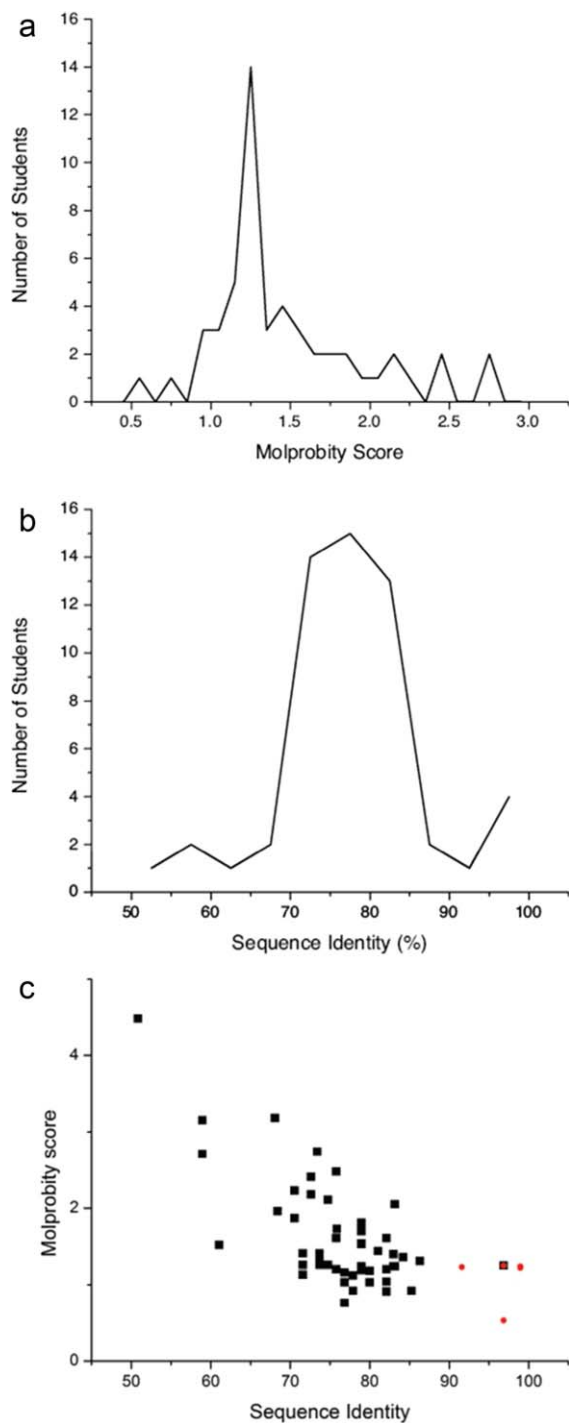 a
16
14
12
10
8
6
4
2
0
Number of Students
0.5 1.0 1.5 2.0 2.5 3.0
Molprobity Score
b
16
14
12
10
8
6
4
2
0
Number of Students
50 60 70 80 90 100
Sequence Identity (%)
c
4
2
0
Molprobity score
50 60 70 80 90 100
Sequence Identity